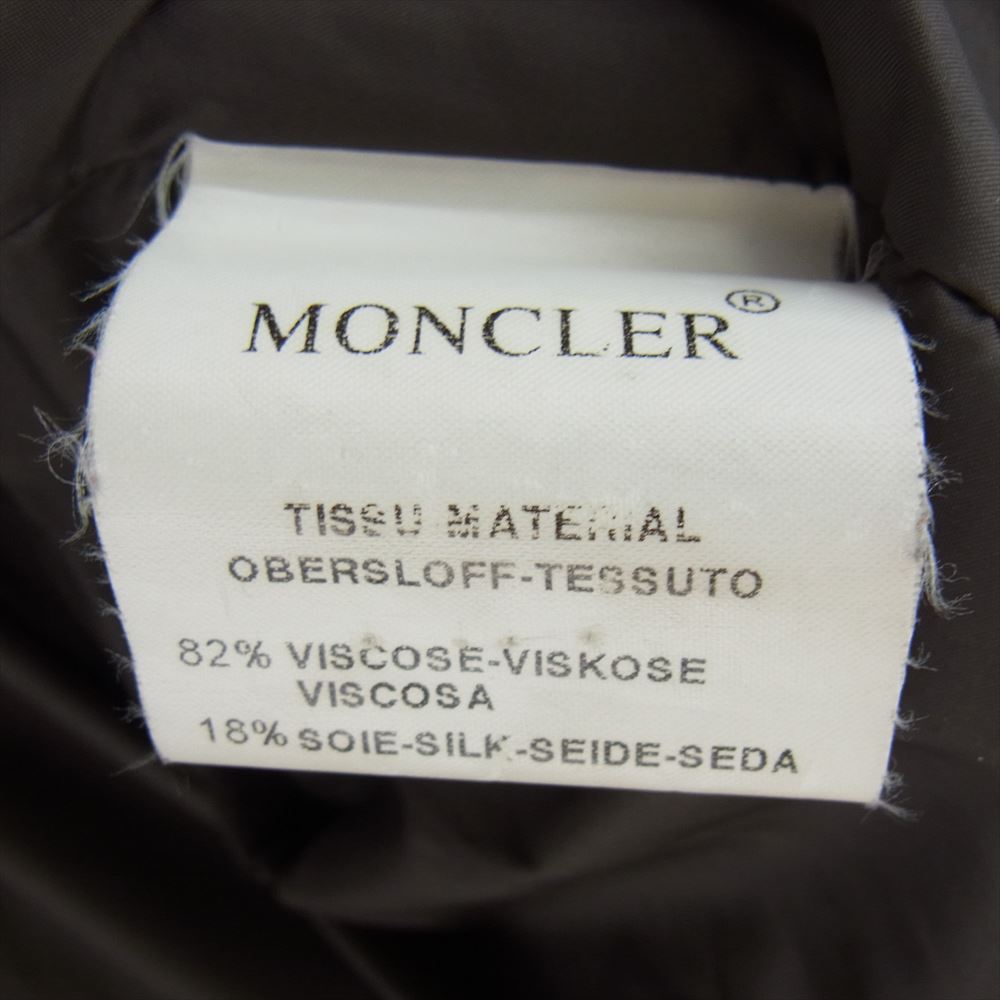 MONCLER®
TISSU MATERIAL
OBERSLOFF-TESSUTO
82% VISCOSE-VISKOSE
VISCOSA
18% SOIE-SILK-SEIDE-SEDA